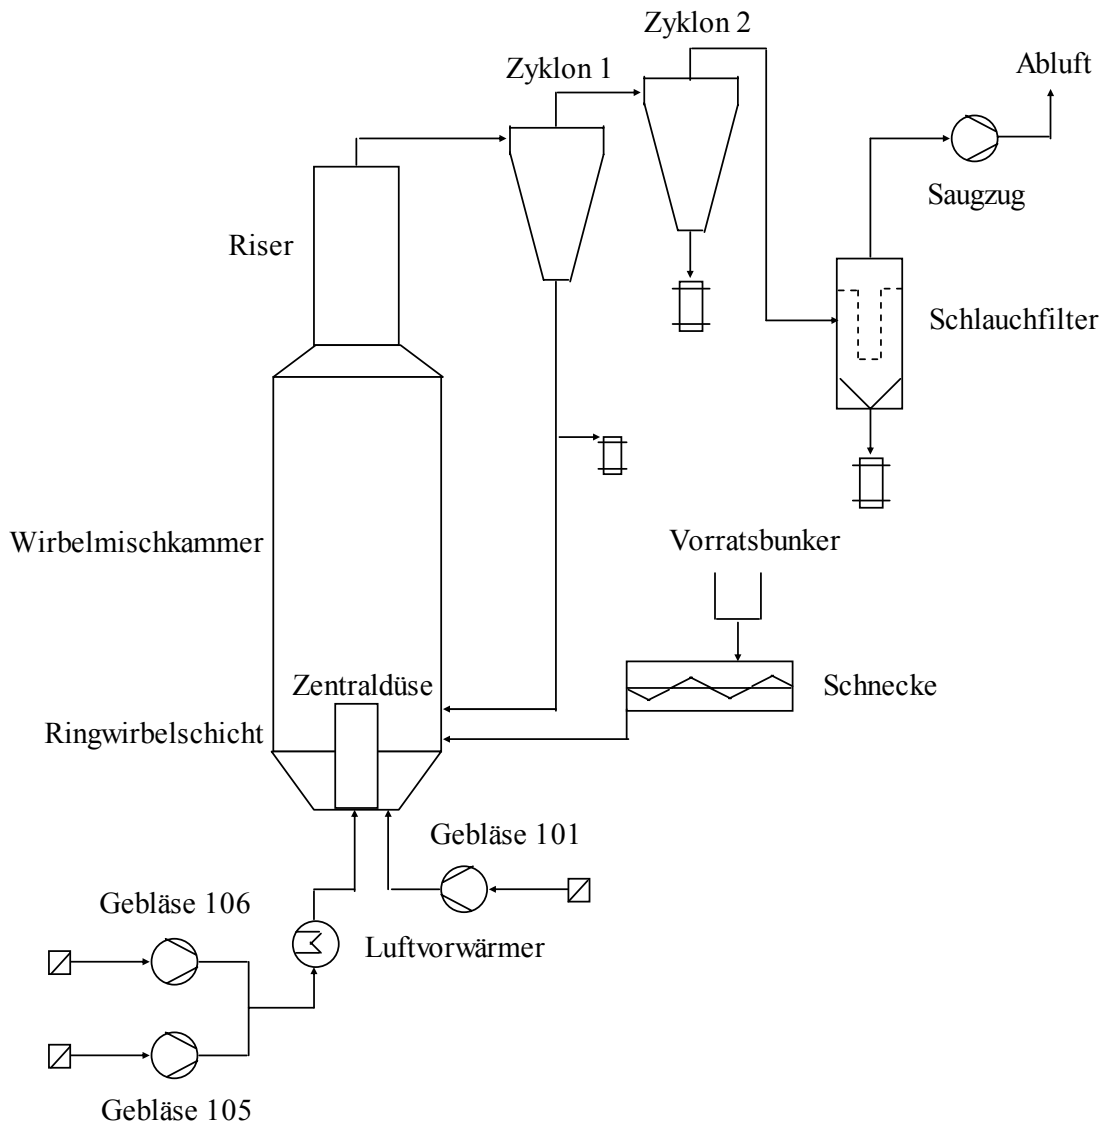 Zyklon 2
Zyklon 1
Abluft
Saugzug
Riser
Schlauchfilter
Wirbelmischkammer
Vorratsbunker
Zentraldüse
Schnecke
Ringwirbelschicht
Gebläse 101
Gebläse 106
Luftvorwärmer
Gebläse 105